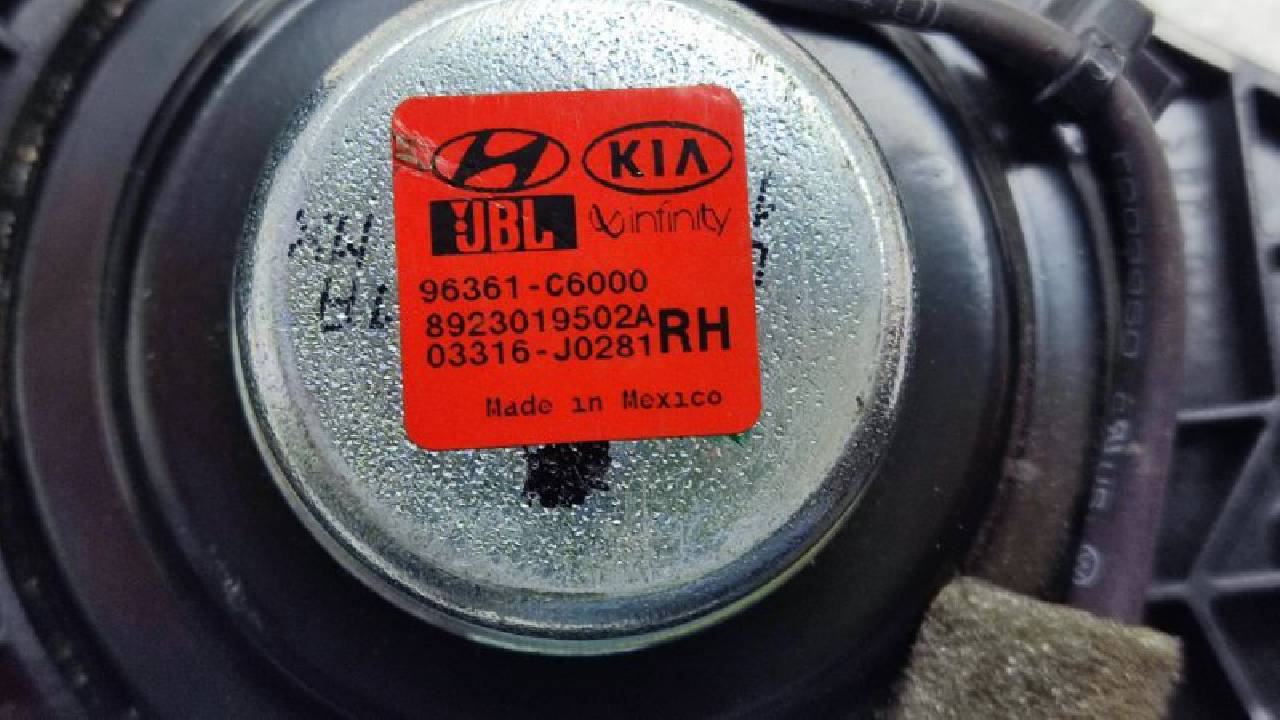 KIA
JBL infinity
96361-C6000
8923019502A
03316-J0281 RH
Made in Mexico